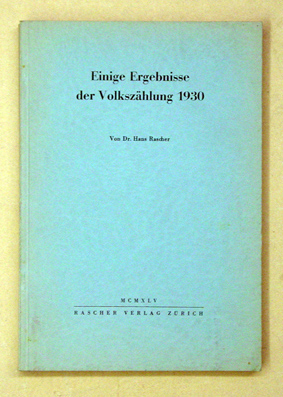 Einige Ergebnisse
der Volkszählung 1930
Von Dr. Hans Rascher
MCMXLV
RASCHER VERLAG ZÜRICH